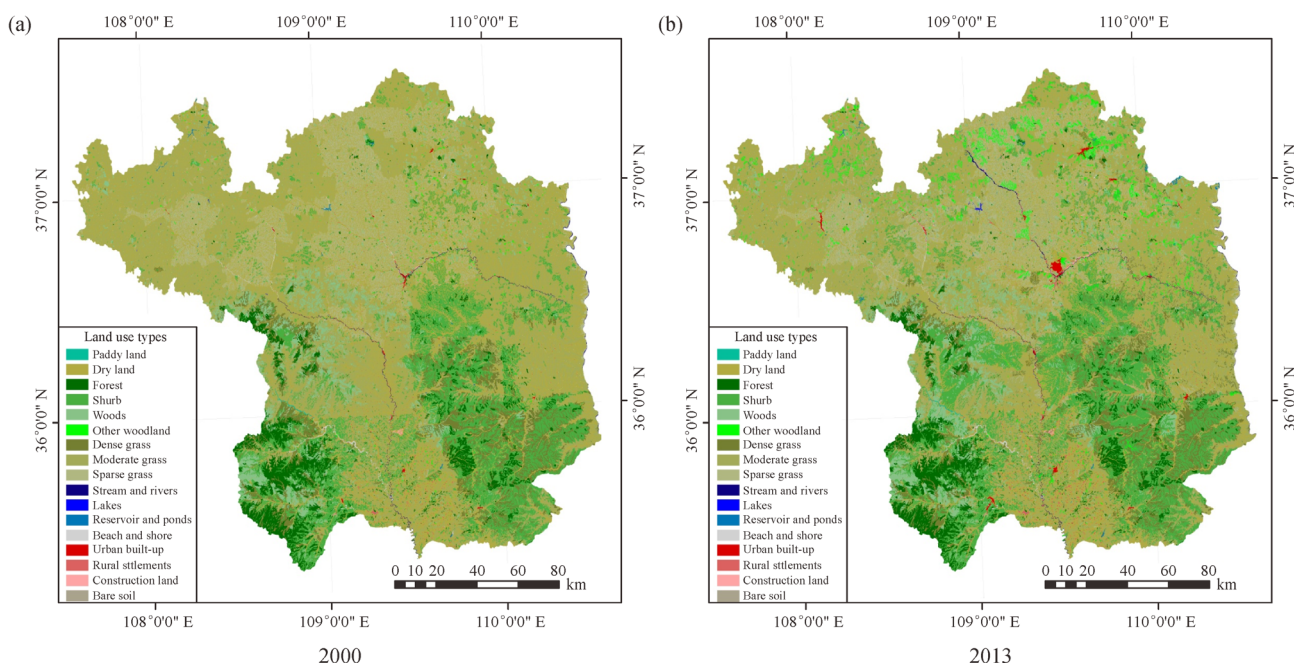 (a)
108°0'0" E 109°0'0" E 110°0'0" E
37°0'0" N
36°0'0" N
37°0'0" N
36°0'0" N
Land use types
Paddy land
Dry land
Forest
Shurb
Woods
Other woodland
Dense grass
Moderate grass
Sparse grass
Stream and rivers
Lakes
Reservoir and ponds
Beach and shore
Urban built-up
Rural sttlements
Construction land
Bare soil
0 10 20 40 60 80
km
108°0'0" E 109°0'0" E 110°0'0" E
2000
(b)
108°0'0" E 109°0'0" E 110°0'0" E
37°0'0" N
36°0'0" N
37°0'0" N
36°0'0" N
Land use types
Paddy land
Dry land
Forest
Shurb
Woods
Other woodland
Dense grass
Moderate grass
Sparse grass
Stream and rivers
Lakes
Reservoir and ponds
Beach and shore
Urban built-up
Rural sttlements
Construction land
Bare soil
0 10 20 40 60 80
km
108°0'0" E 109°0'0" E 110°0'0" E
2013